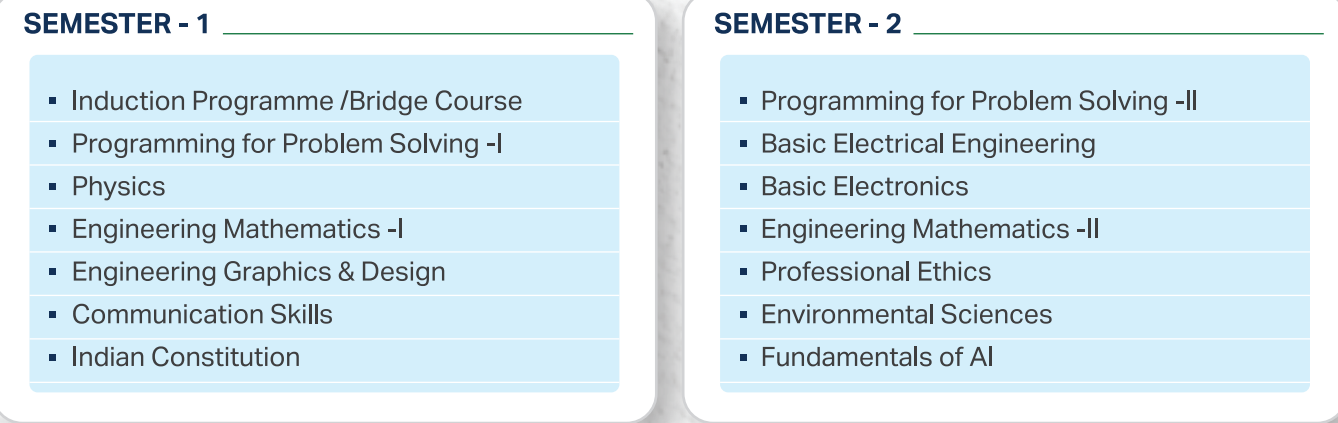 SEMESTER - 1
▪ Induction Programme /Bridge Course
▪ Programming for Problem Solving -I
▪ Physics
▪ Engineering Mathematics -I
▪ Engineering Graphics & Design
▪ Communication Skills
▪ Indian Constitution
SEMESTER - 2
▪ Programming for Problem Solving -II
▪ Basic Electrical Engineering
▪ Basic Electronics
▪ Engineering Mathematics -II
▪ Professional Ethics
▪ Environmental Sciences
▪ Fundamentals of AI